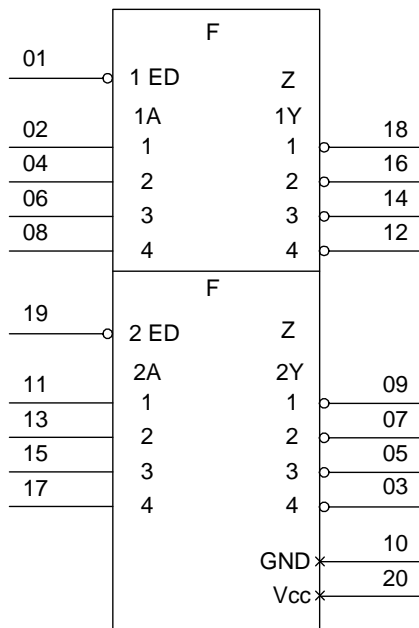 F
01
1 ED Z
1A 1Y
02 1 1 18
04 2 2 16
06 3 3 14
08 4 4 12
F
19
2 ED Z
2A 2Y
11 1 1 09
13 2 2 07
15 3 3 05
17 4 4 03
GND 10
Vcc 20